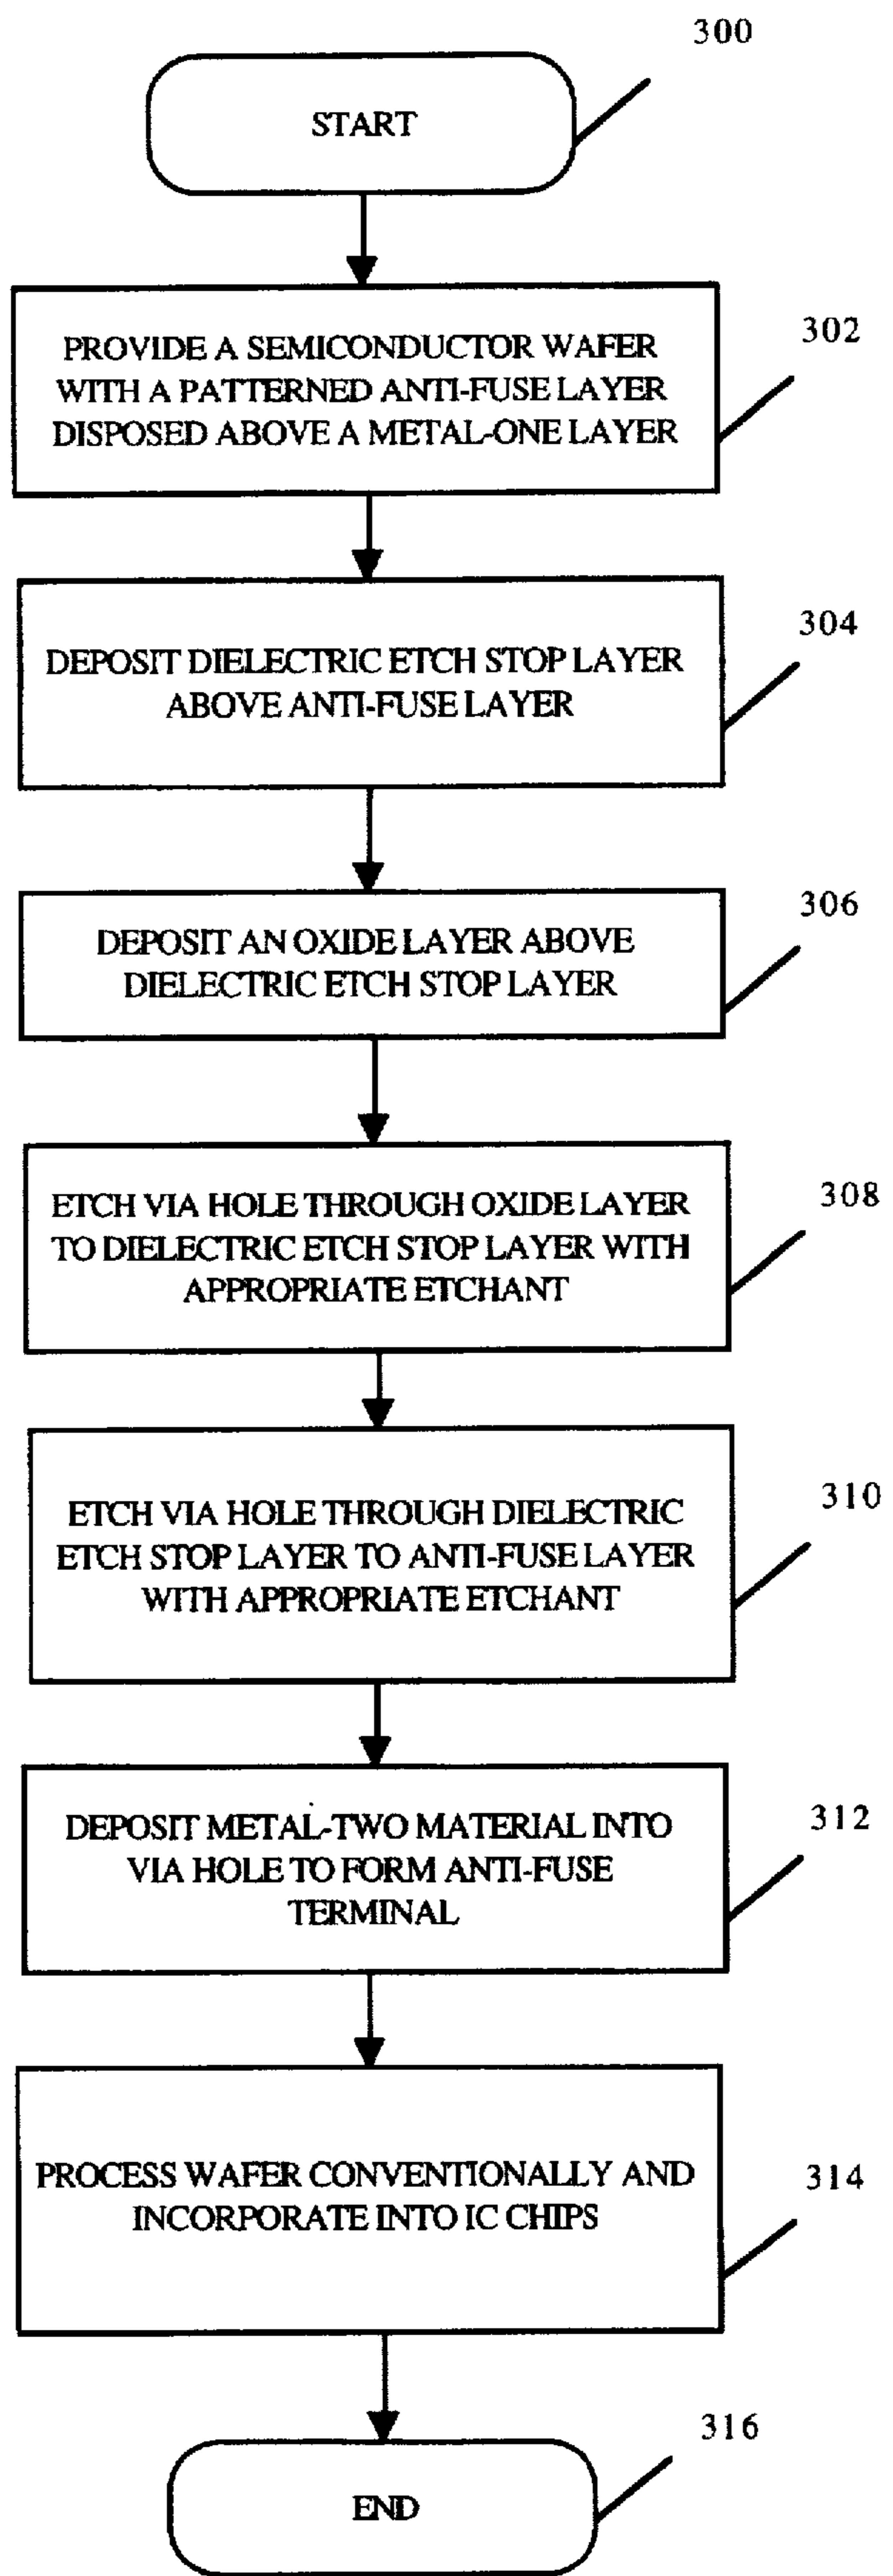 300
START
302
PROVIDE A SEMICONDUCTOR WAFER
WITH A PATTERNED ANTI-FUSE LAYER
DISPOSED ABOVE A METAL-ONE LAYER
304
DEPOSIT DIELECTRIC ETCH STOP LAYER
ABOVE ANTI-FUSE LAYER
306
DEPOSIT AN OXIDE LAYER ABOVE
DIELECTRIC ETCH STOP LAYER
308
ETCH VIA HOLE THROUGH OXIDE LAYER
TO DIELECTRIC ETCH STOP LAYER WITH
APPROPRIATE ETCHANT
310
ETCH VIA HOLE THROUGH DIELECTRIC
ETCH STOP LAYER TO ANTI-FUSE LAYER
WITH APPROPRIATE ETCHANT
312
DEPOSIT METAL-TWO MATERIAL INTO
VIA HOLE TO FORM ANTI-FUSE
TERMINAL
314
PROCESS WAFER CONVENTIONALLY AND
INCORPORATE INTO IC CHIPS
316
END